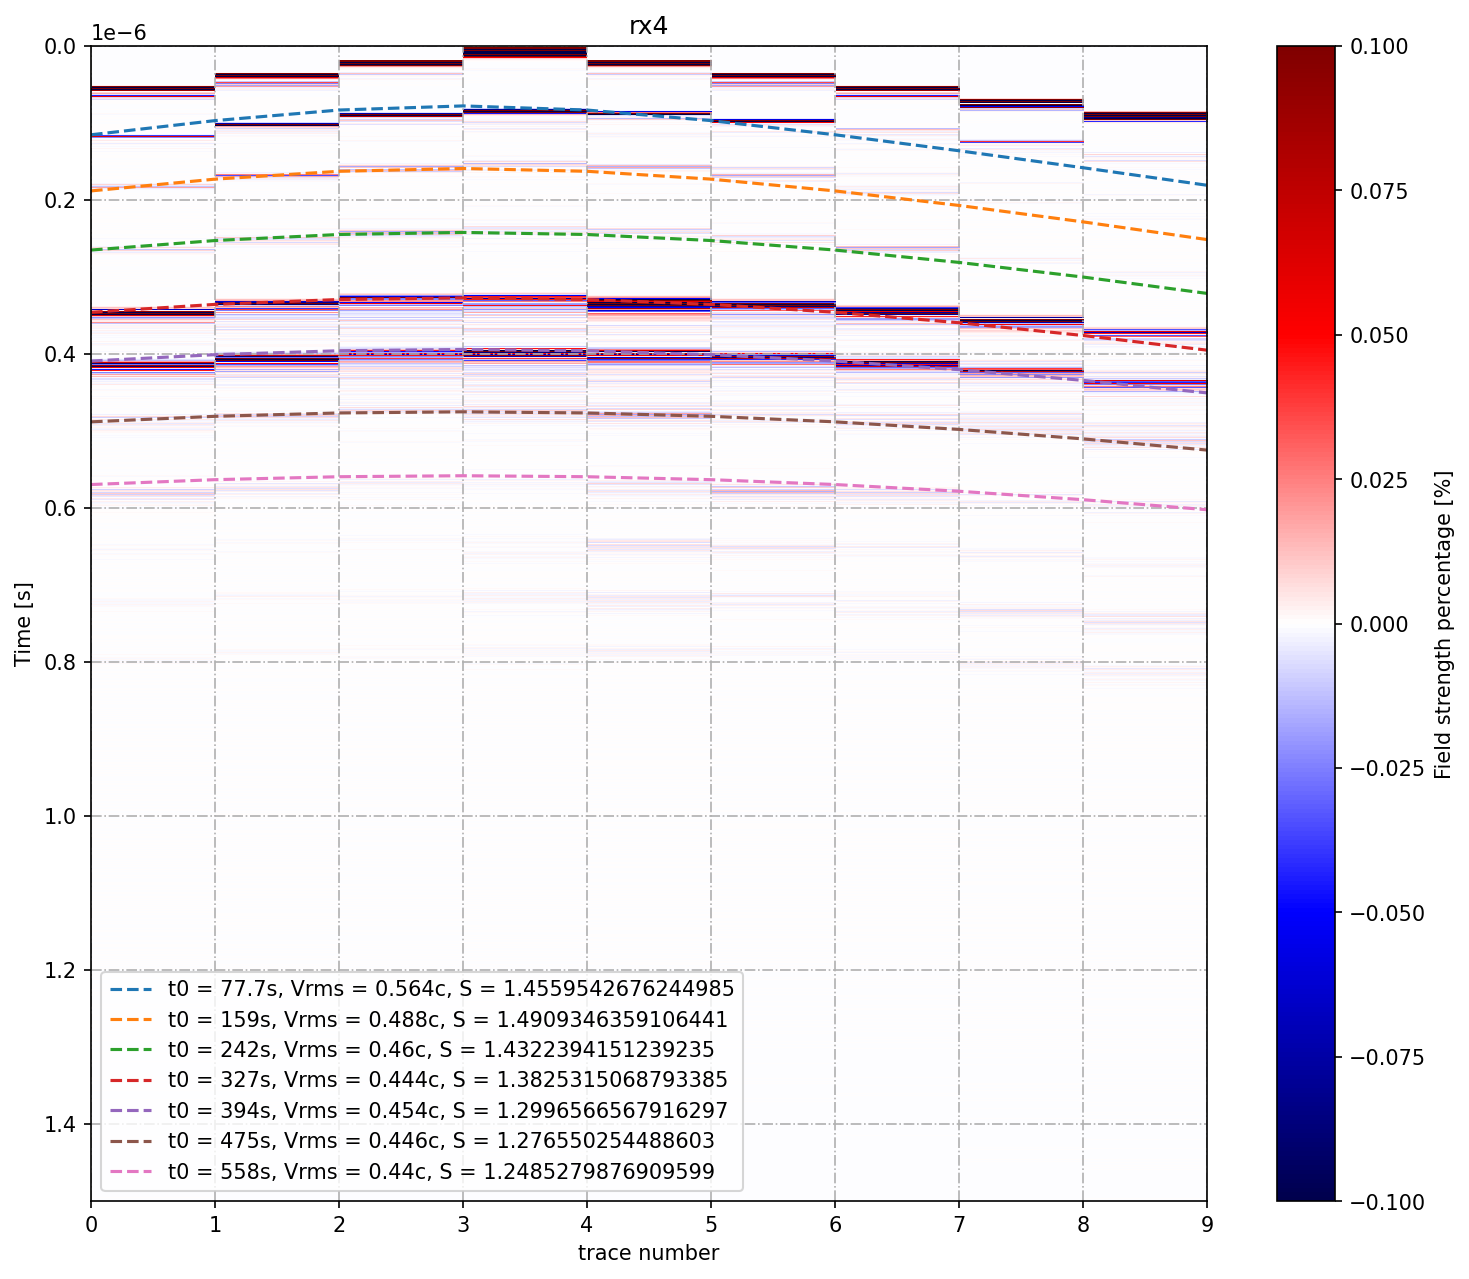 rx4
1e−6
0.0
0.2
0.4
0.6
0.8
1.0
1.2
1.4
Time [s]
t0 = 77.7s, Vrms = 0.564c, S = 1.4559542676244985
t0 = 159s, Vrms = 0.488c, S = 1.4909346359106441
t0 = 242s, Vrms = 0.46c, S = 1.4322394151239235
t0 = 327s, Vrms = 0.444c, S = 1.3825315068793385
t0 = 394s, Vrms = 0.454c, S = 1.2996566567916297
t0 = 475s, Vrms = 0.446c, S = 1.276550254488603
t0 = 558s, Vrms = 0.44c, S = 1.2485279876909599
0 1 2 3 4 5 6 7 8 9
trace number
0.100
0.075
0.050
0.025
0.000
−0.025
−0.050
−0.075
−0.100
Field strength percentage [%]